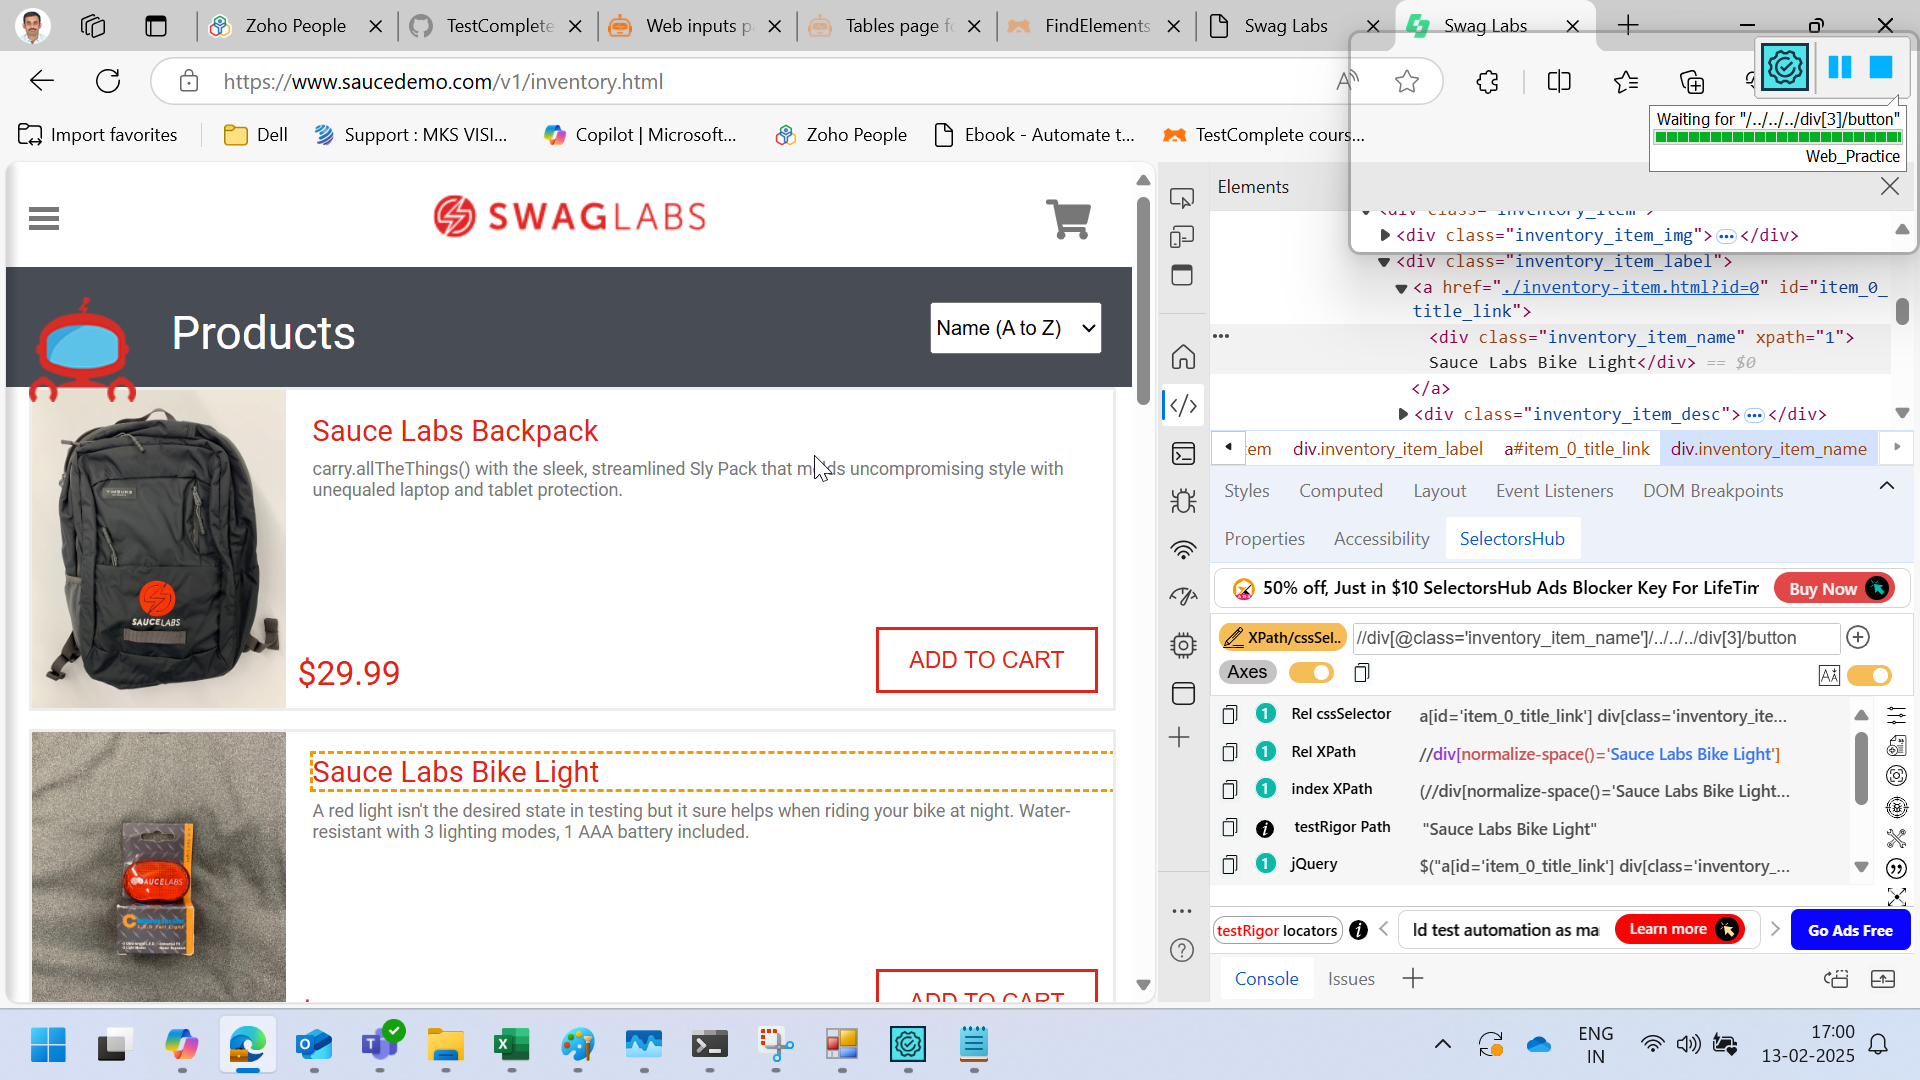 Zoho People
TestComplete
Web inputs p
Tables page fo
FindElements
Swag Labs
Swag Labs
https://www.saucedemo.com/v1/inventory.html
Waiting for "/../../../div[3]/button"
Web_Practice
Import favorites
Dell
Support : MKS VISI...
Copilot | Microsoft...
Zoho People
Ebook - Automate t...
TestComplete cours...
SWAGLABS
Products
Name (A to Z)
Sauce Labs Backpack
carry.allTheThings() with the sleek, streamlined Sly Pack that uncompromising style with
unequaled laptop and tablet protection.
$29.99
ADD TO CART
SAUCELABS
Sauce Labs Bike Light
A red light isn't the desired state in testing but it sure helps when riding your bike at night. Water-
resistant with 3 lighting modes, 1 AAA battery included.
SAUCELABS
ADD TO CART
Elements
<div class="inventory_item">
<div class="inventory_item_img"> ... </div>
<div class="inventory_item_label">
<a href="./inventory-item.html?id=0" id="item_0_
title_link">
<div class="inventory_item_name" xpath="1">
Sauce Labs Bike Light</div> == $0
</a>
<div class="inventory_item_desc"> ... </div>
tem
div.inventory_item_label
a#item_0_title_link
div.inventory_item_name
Styles
Computed
Layout
Event Listeners
DOM Breakpoints
Properties
Accessibility
SelectorsHub
50% off, Just in $10 SelectorsHub Ads Blocker Key For LifeTim
Buy Now
XPath/cssSel..
//div[@class='inventory_item_name']/../../../div[3]/button
Axes
1 Rel cssSelector a[id='item_0_title_link'] div[class='inventory_ite...
1 Rel XPath //div[normalize-space()='Sauce Labs Bike Light']
1 index XPath (//div[normalize-space()='Sauce Labs Bike Light...
testRigor Path "Sauce Labs Bike Light"
1 jQuery $("a[id='item_0_title_link'] div[class='inventory_...
testRigor locators
ld test automation as ma
Learn more
Go Ads Free
Console
Issues
ENG
IN
17:00
13-02-2025